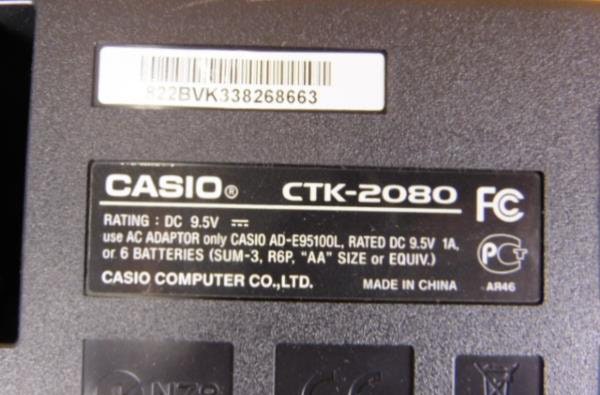 822BVK338268663
CASIO® CTK-2080 FC
RATING : DC 9.5V ⎓
use AC ADAPTOR only CASIO AD-E95100L, RATED DC 9.5V 1A,
or 6 BATTERIES (SUM-3, R6P, "AA" SIZE or EQUIV.)
CASIO COMPUTER CO.,LTD. MADE IN CHINA AR46
CE